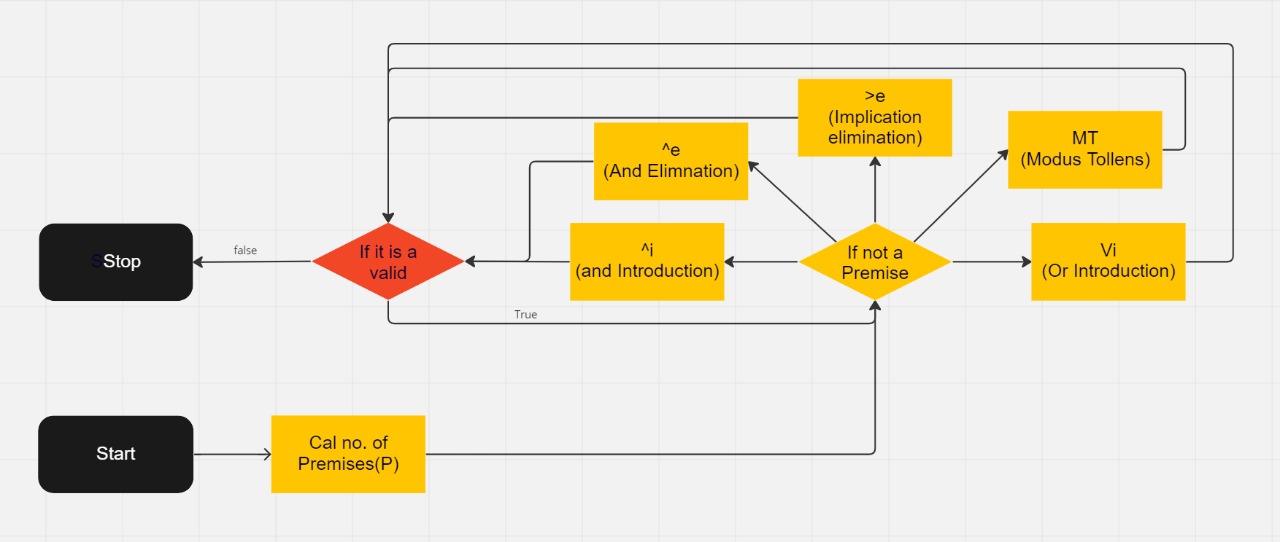 >e
(Implication
elimination)
MT
(Modus Tollens)
^e
(And Elimnation)
SStop
false
If it is a
valid
^i
(and Introduction)
If not a
Premise
Vi
(Or Introduction)
True
Start
Cal no. of
Premises(P)